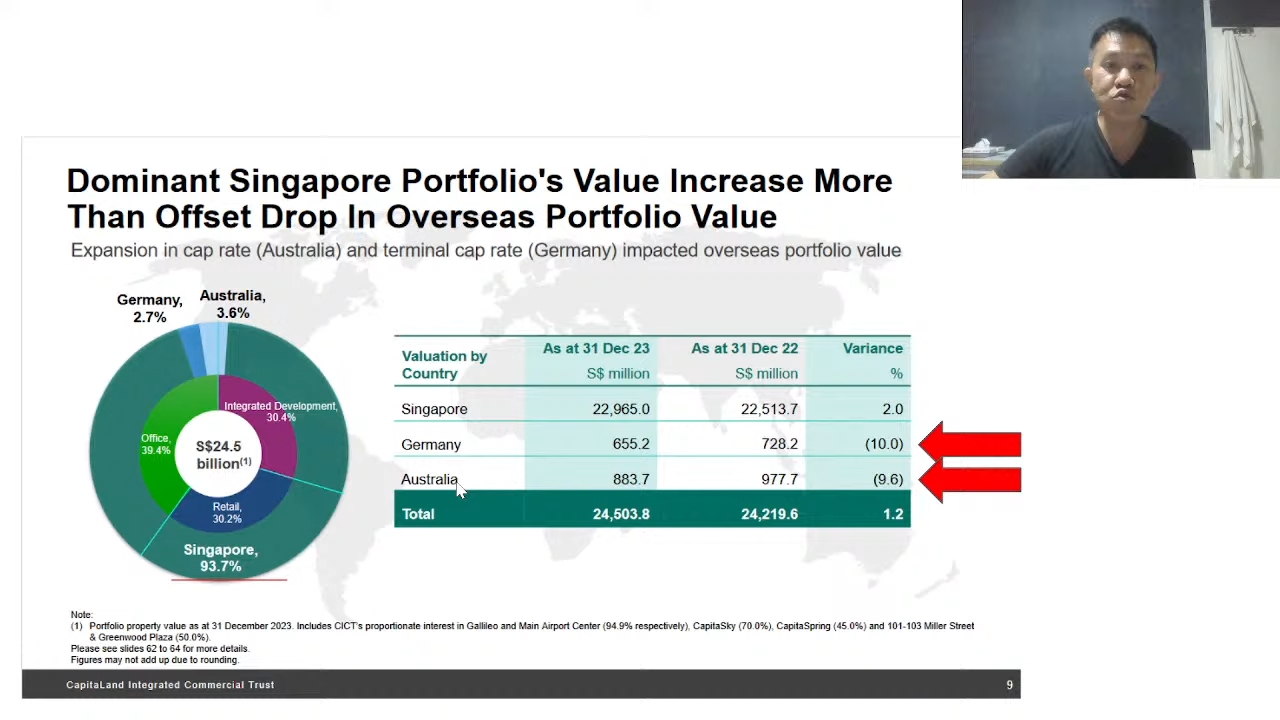 Dominant Singapore Portfolio's Value Increase More
Than Offset Drop In Overseas Portfolio Value
Expansion in cap rate (Australia) and terminal cap rate (Germany) impacted overseas portfolio value
Germany,
2.7%
Australia,
3.6%
Integrated Development,
30.4%
Office,
39.4%
S$24.5
billion(1)
Retail,
30.2%
Singapore,
93.7%
Valuation by
Country
As at 31 Dec 23
S$ million
As at 31 Dec 22
S$ million
Variance
%
Singapore 22,965.0 22,513.7 2.0
Germany 655.2 728.2 (10.0)
Australia 883.7 977.7 (9.6)
Total 24,503.8 24,219.6 1.2
Note:
(1) Portfolio property value as at 31 December 2023. Includes CICT's proportionate interest in Gallileo and Main Airport Center (94.9% respectively), CapitaSky (70.0%), CapitaSpring (45.0%) and 101-103 Miller Street
& Greenwood Plaza (50.0%).
Please see slides 62 to 64 for more details.
Figures may not add up due to rounding.
CapitaLand Integrated Commercial Trust 9